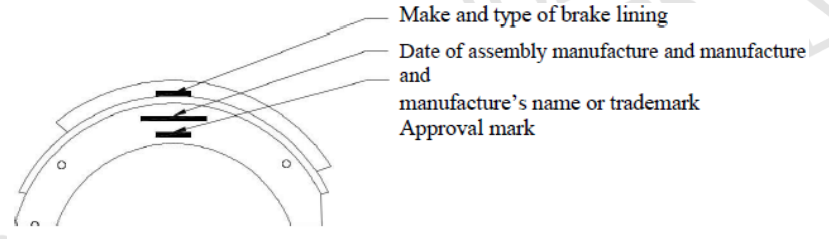 Make and type of brake lining
Date of assembly manufacture and manufacture
and
manufacture's name or trademark
Approval mark